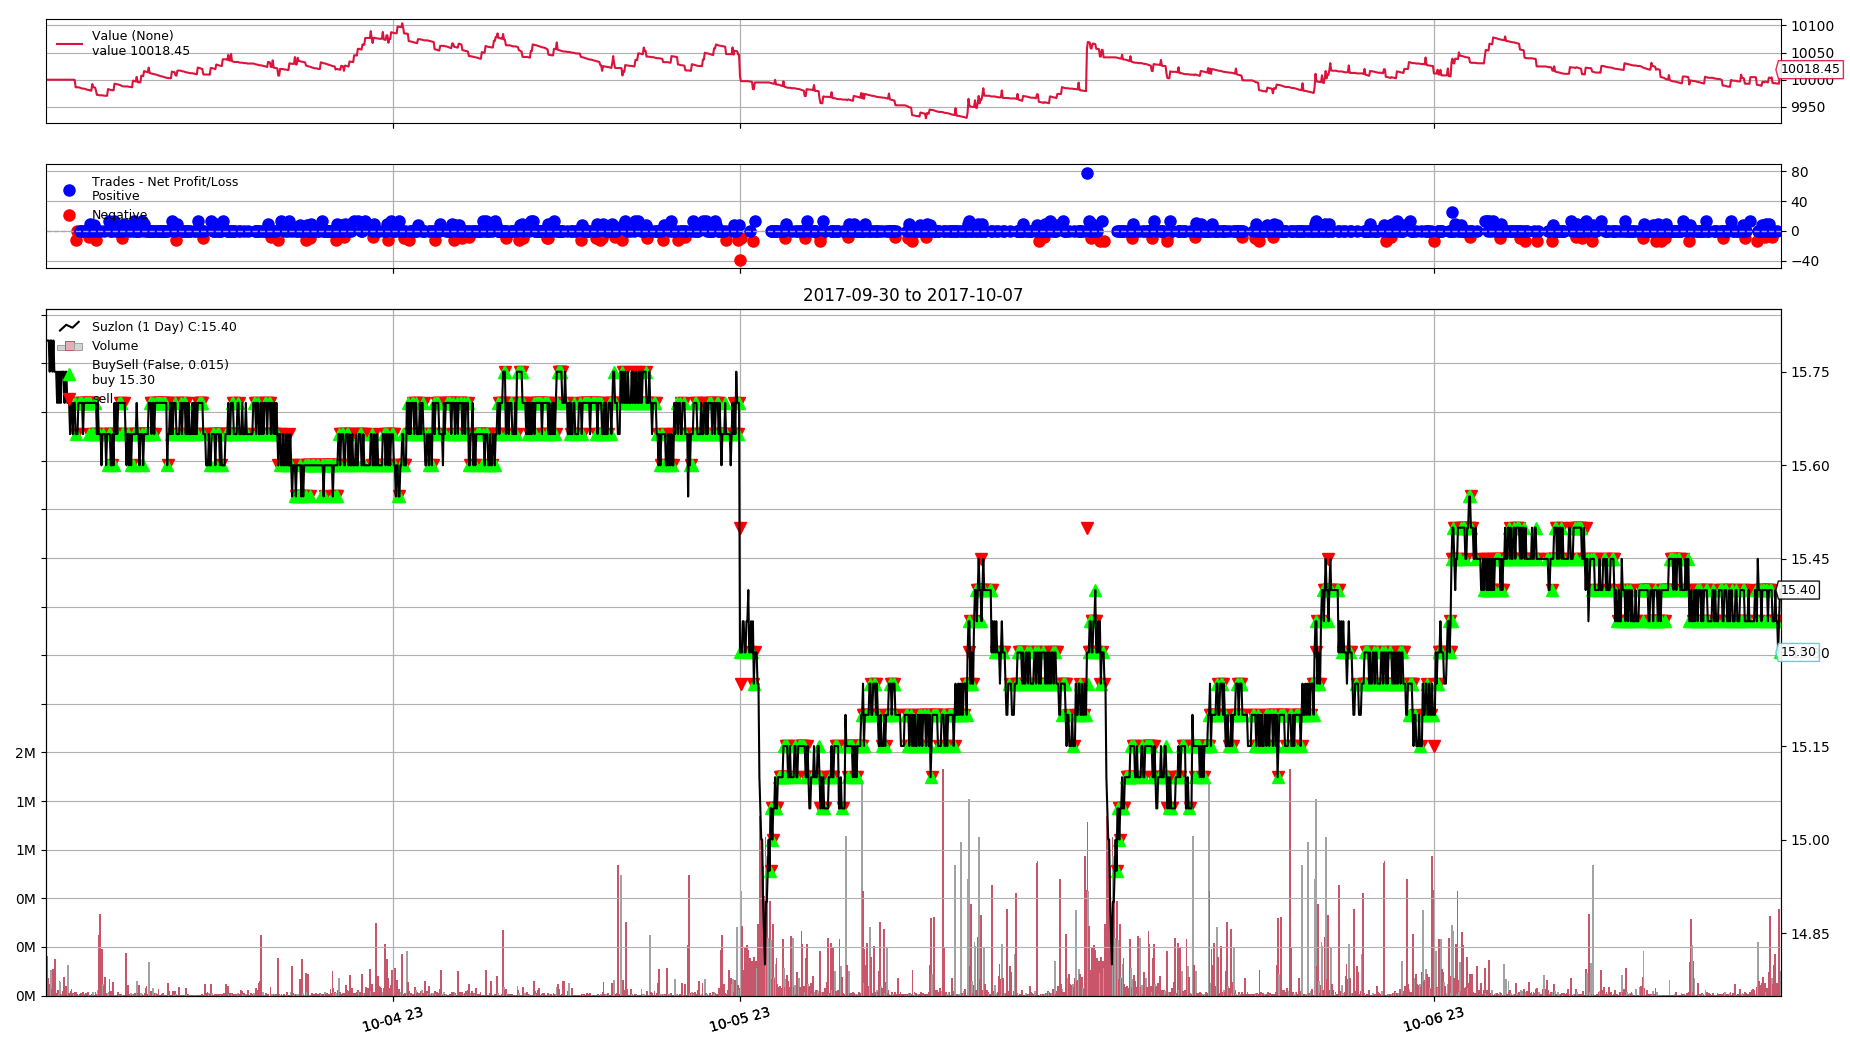 Value (None)
value 10018.45
10100
10050
10018.45
10000
9950
Trades - Net Profit/Loss
Positive
Negative
80
40
0
−40
2017-09-30 to 2017-10-07
Suzlon (1 Day) C:15.40
Volume
BuySell (False, 0.015)
buy 15.30
sell
15.75
15.60
15.45
15.40
15.30
15.15
15.00
14.85
2M
1M
1M
0M
0M
0M
10-04 23
10-05 23
10-06 23